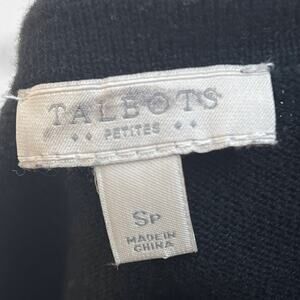 TALBOTS
PETITES
SP
MADE IN
CHINA